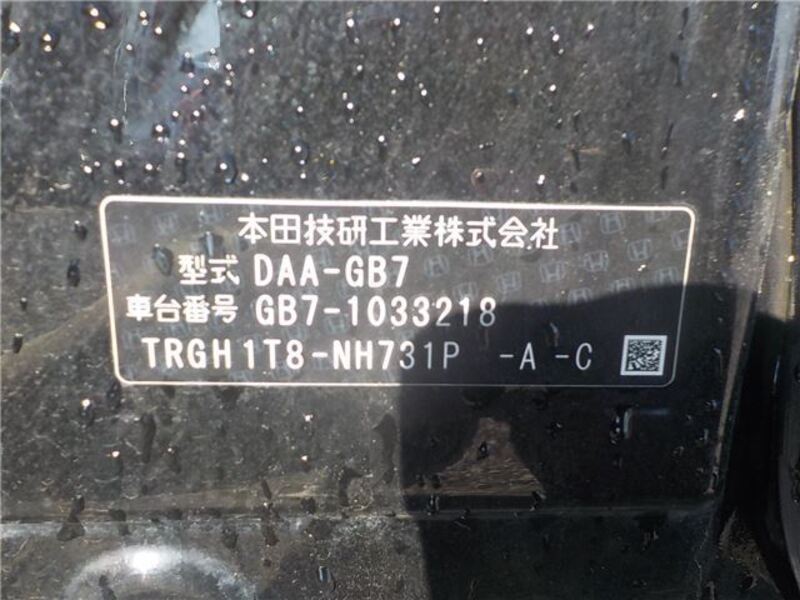 本田技研工業株式会社
型式 DAA-GB7
車台番号 GB7-1033218
TRGH1T8-NH731P -A -C